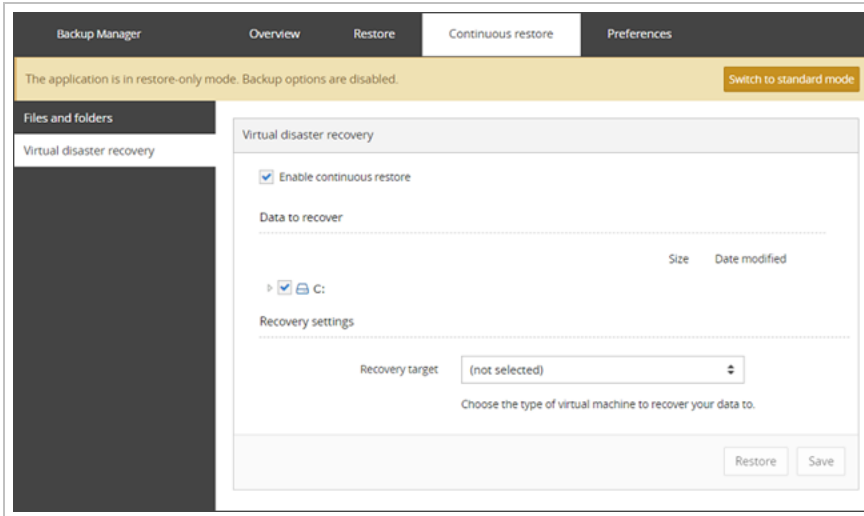 Backup Manager Overview Restore Continuous restore Preferences
The application is in restore-only mode. Backup options are disabled. Switch to standard mode
Files and folders
Virtual disaster recovery
Virtual disaster recovery
Enable continuous restore
Data to recover
Size Date modified
C:
Recovery settings
Recovery target (not selected)
Choose the type of virtual machine to recover your data to.
Restore Save